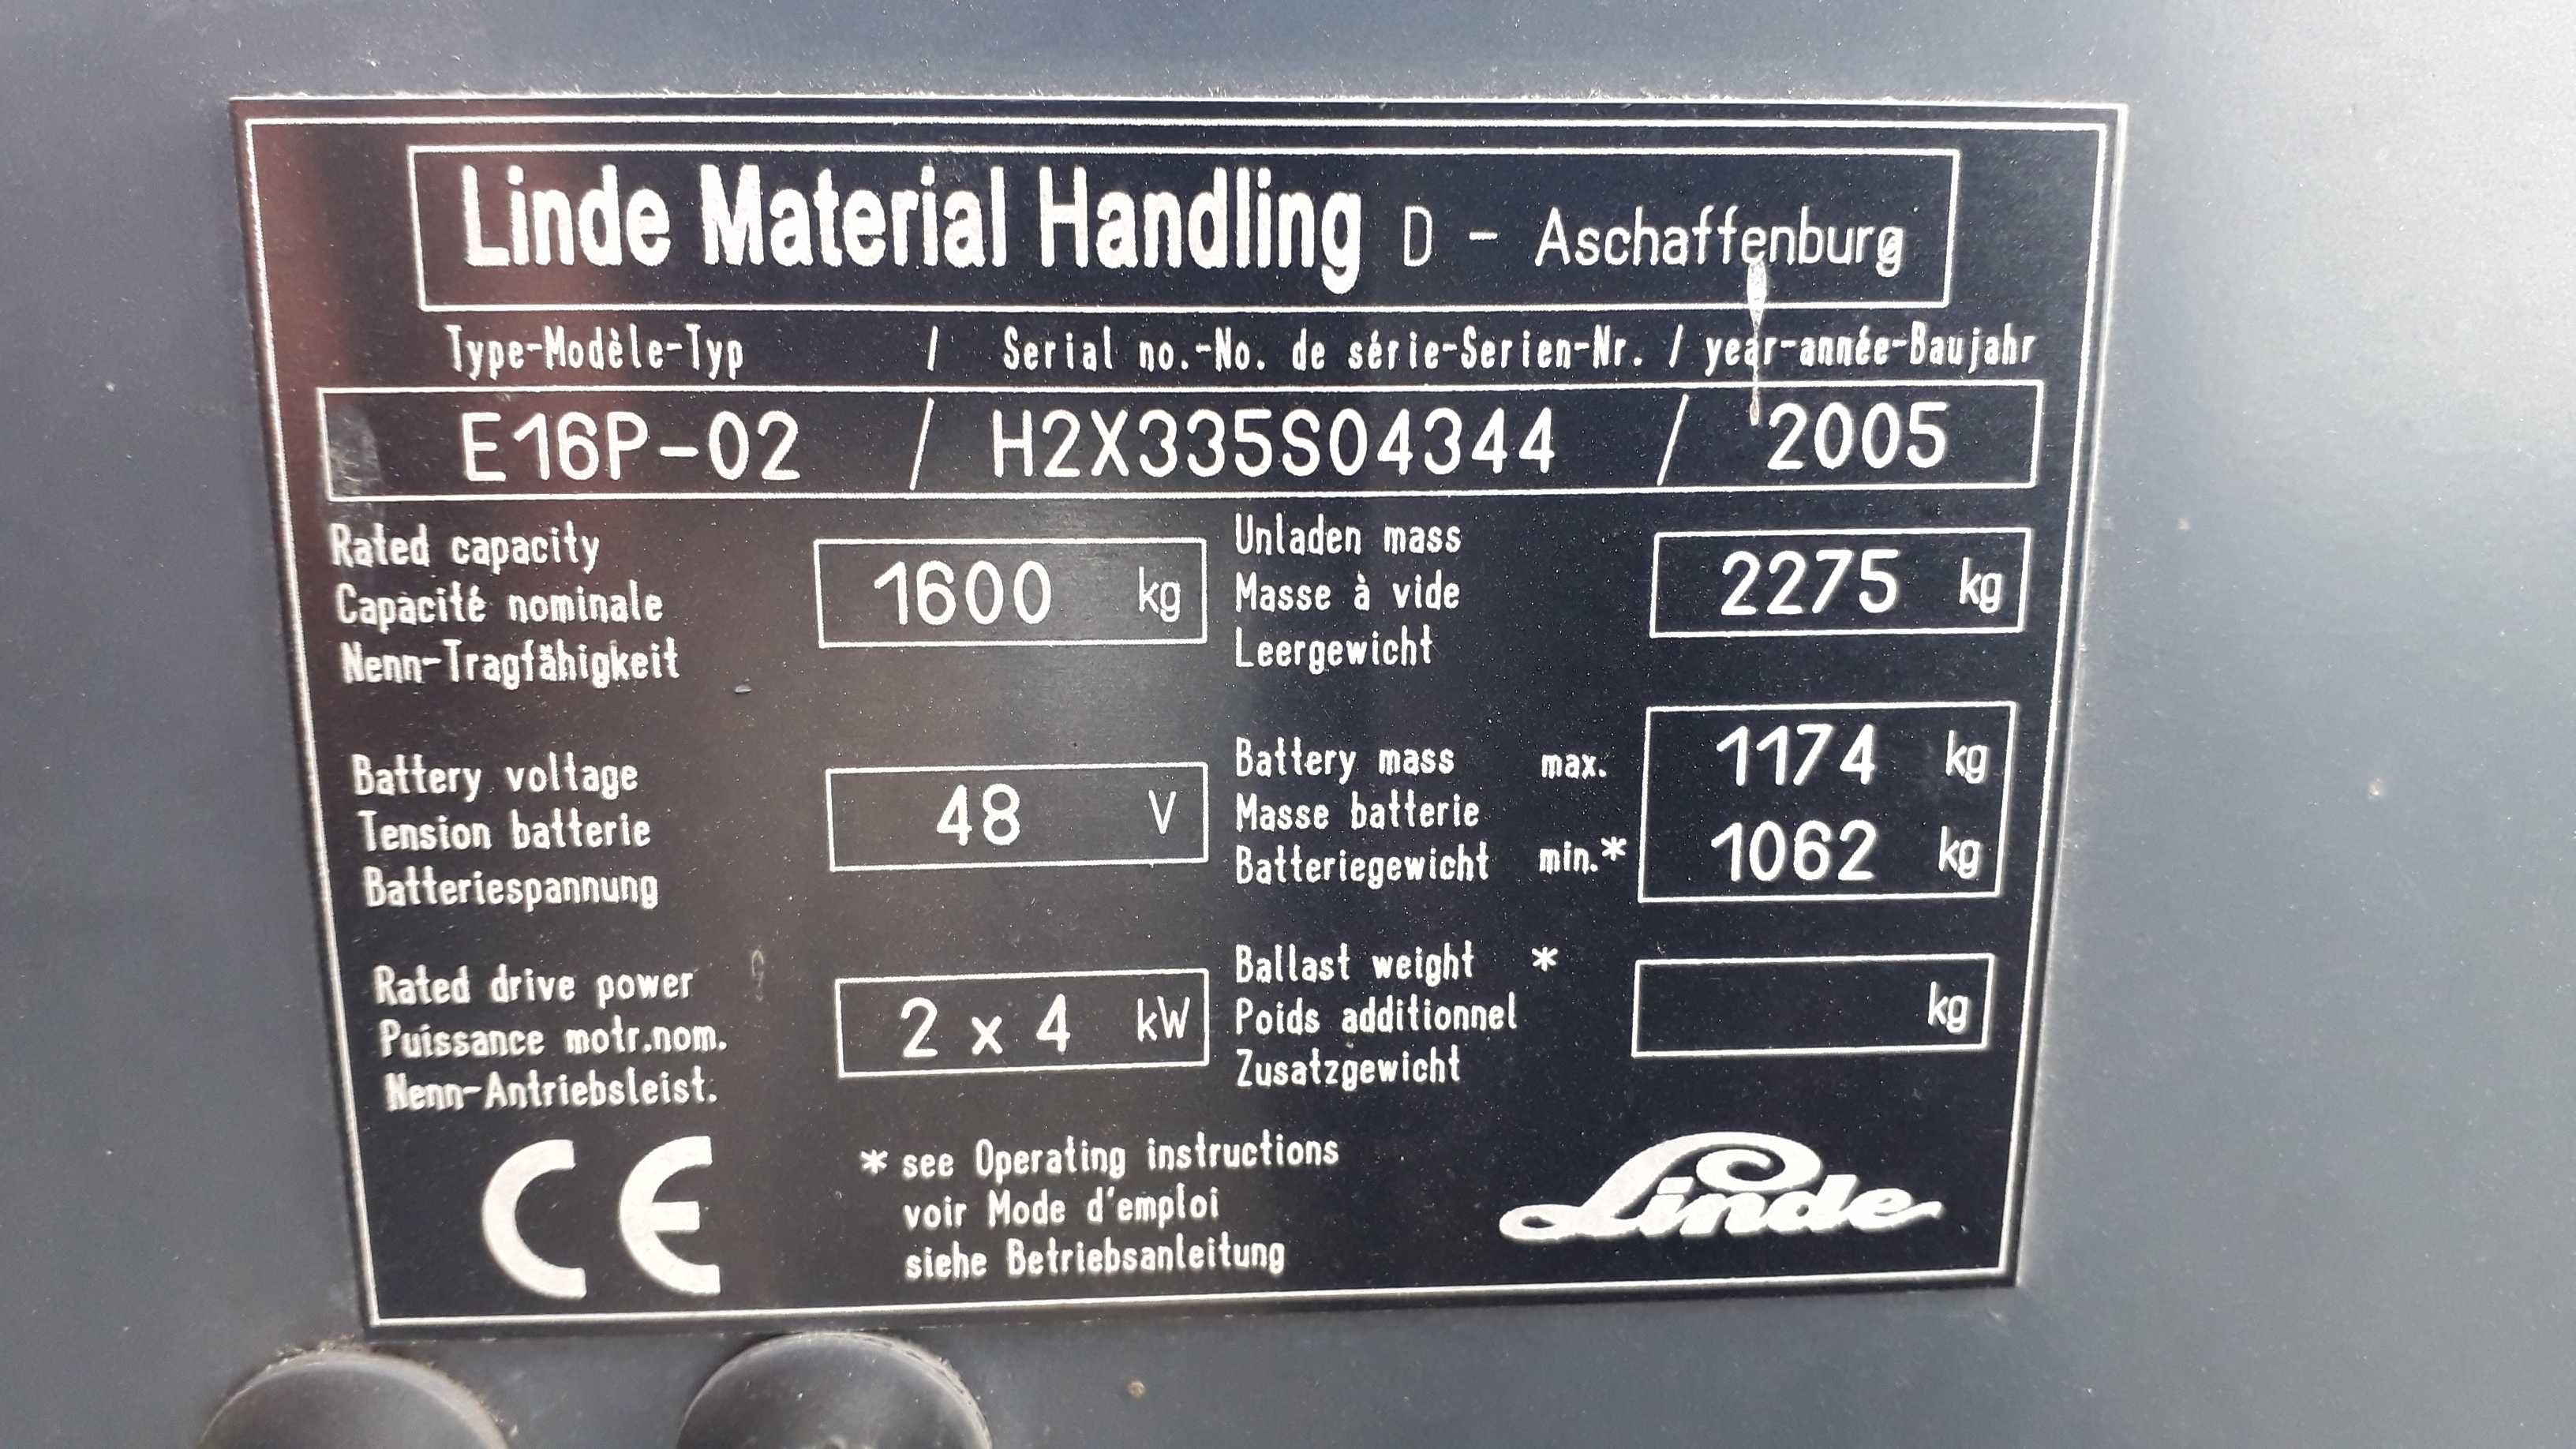 Linde Material Handling D - Aschaffenburg
Type-Modèle-Typ / Serial no.-No. de série-Serien-Nr. / year-année-Baujahr
E16P-02 / H2X335S04344 / 2005
Rated capacity
Capacité nominale
Nenn-Tragfähigkeit
1600 kg
Unladen mass
Masse à vide
Leergewicht
2275 kg
Battery voltage
Tension batterie
Batteriespannung
48 V
Battery mass max. 1174 kg
Masse batterie
Batteriegewicht min.* 1062 kg
Rated drive power
Puissance motr.nom.
Nenn-Antriebsleist.
2 x 4 kW
Ballast weight *
Poids additionnel
Zusatzgewicht
kg
CE
* see Operating instructions
voir Mode d'emploi
siehe Betriebsanleitung
Linde